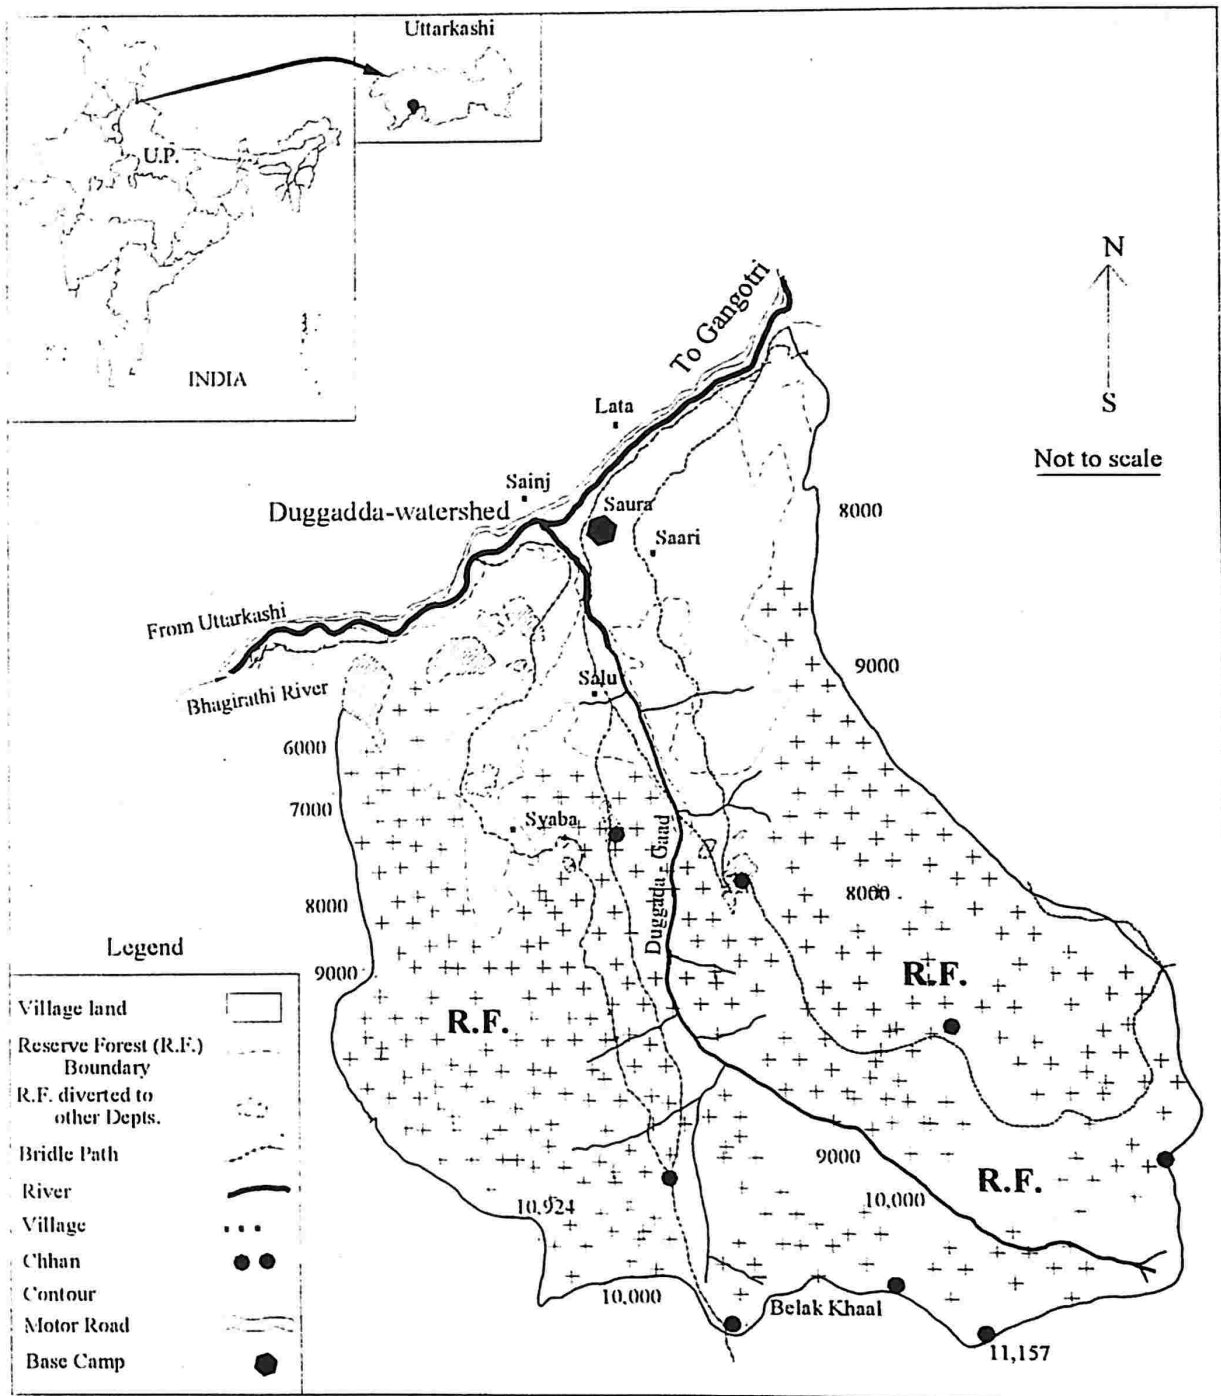 Uttarkashi
U.P.
INDIA
N
S
Not to scale
To Gangotri
Lata
Sainj
Duggadda-watershed
Saura
Saari
8000
From Uttarkashi
Bhagirathi River
9000
Salu
6000
7000
Syaba
Duggada - Gaad
8000
8000
9000
R.F.
R.F.
9000
R.F.
10,000
10,924
10,000
Belak Khaal
11,157
Legend
Village land
Reserve Forest (R.F.)
Boundary
R.F. diverted to
other Depts.
Bridle Path
River
Village
Chhan
Contour
Motor Road
Base Camp